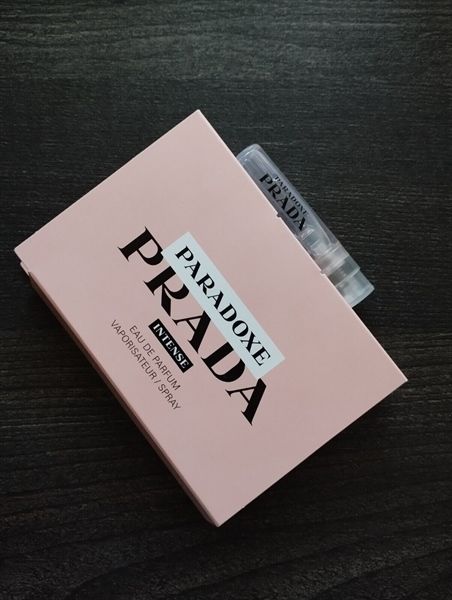 PARADOXE
PRADA
INTENSE
EAU DE PARFUM
VAPORISATEUR / SPRAY
PARADOXE
PRADA